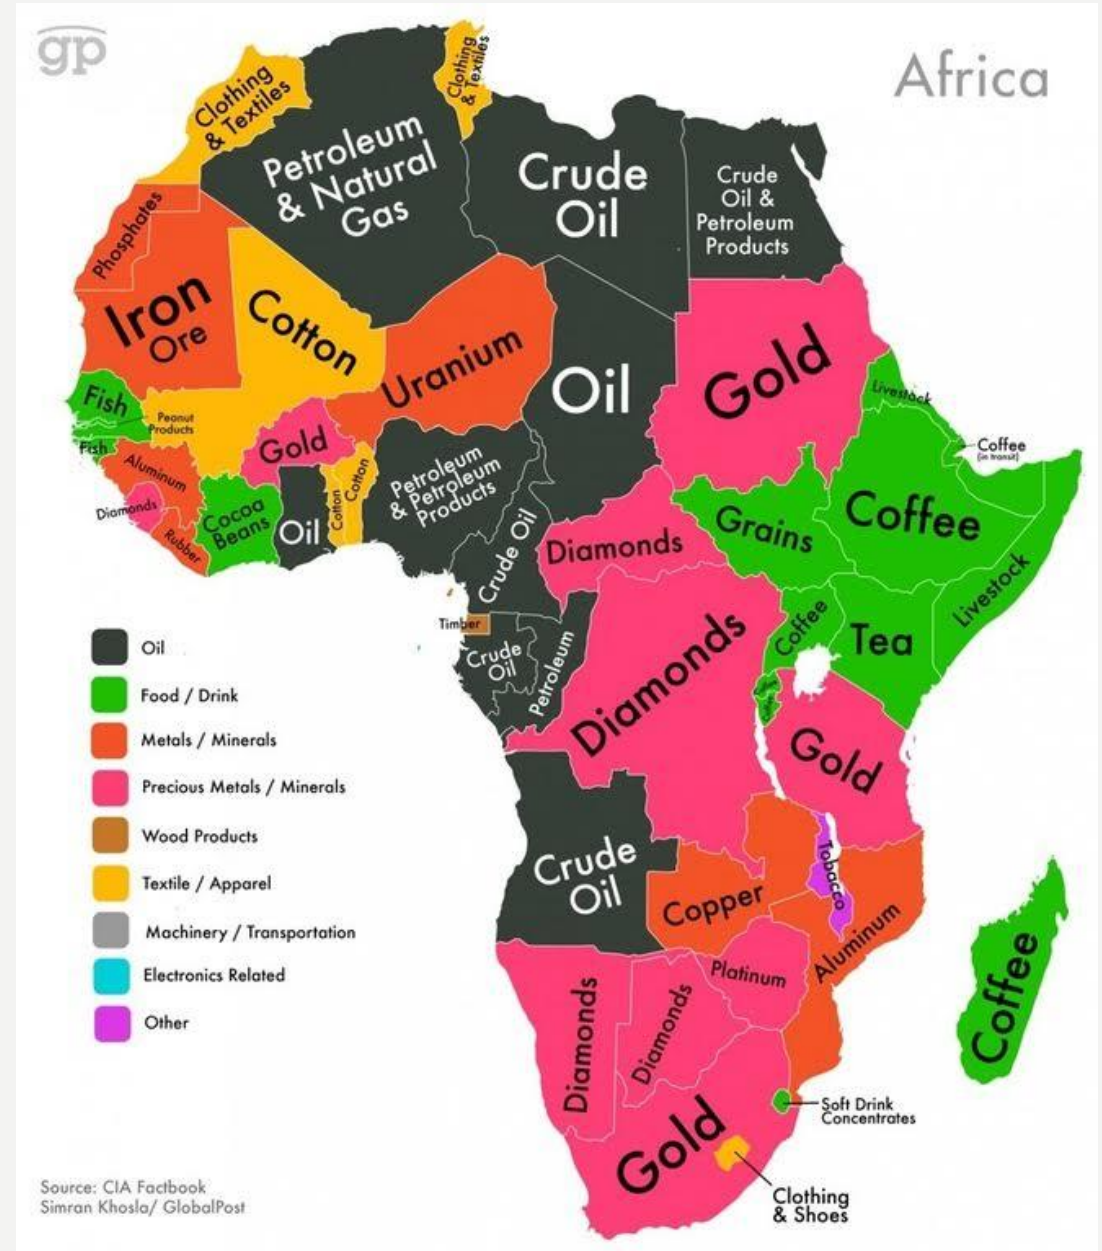 gp
Africa
Clothing
& Textiles
Clothing
& Textiles
Petroleum
& Natural
Gas
Crude
Oil
Crude
Oil &
Petroleum
Products
Phosphates
Iron
Ore
Cotton
Uranium
Oil
Gold
Livestock
Coffee
(in transit)
Fish
Peanut
Products
Fish
Gold
Aluminum
Diamonds
Rubber
Cocoa
Beans
Oil
Cotton
Cotton
Petroleum
& Petroleum
Products
Crude Oil
Diamonds
Grains
Coffee
Livestock
Timber
Crude
Oil
Petroleum
Diamonds
Coffee
Tea
Coffee
Coffee
Gold
Crude
Oil
Copper
Tobacco
Aluminum
Coffee
Diamonds
Diamonds
Platinum
Gold
Soft Drink
Concentrates
Clothing
& Shoes
Oil
Food / Drink
Metals / Minerals
Precious Metals / Minerals
Wood Products
Textile / Apparel
Machinery / Transportation
Electronics Related
Other
Source: CIA Factbook
Simran Khosla/ GlobalPost